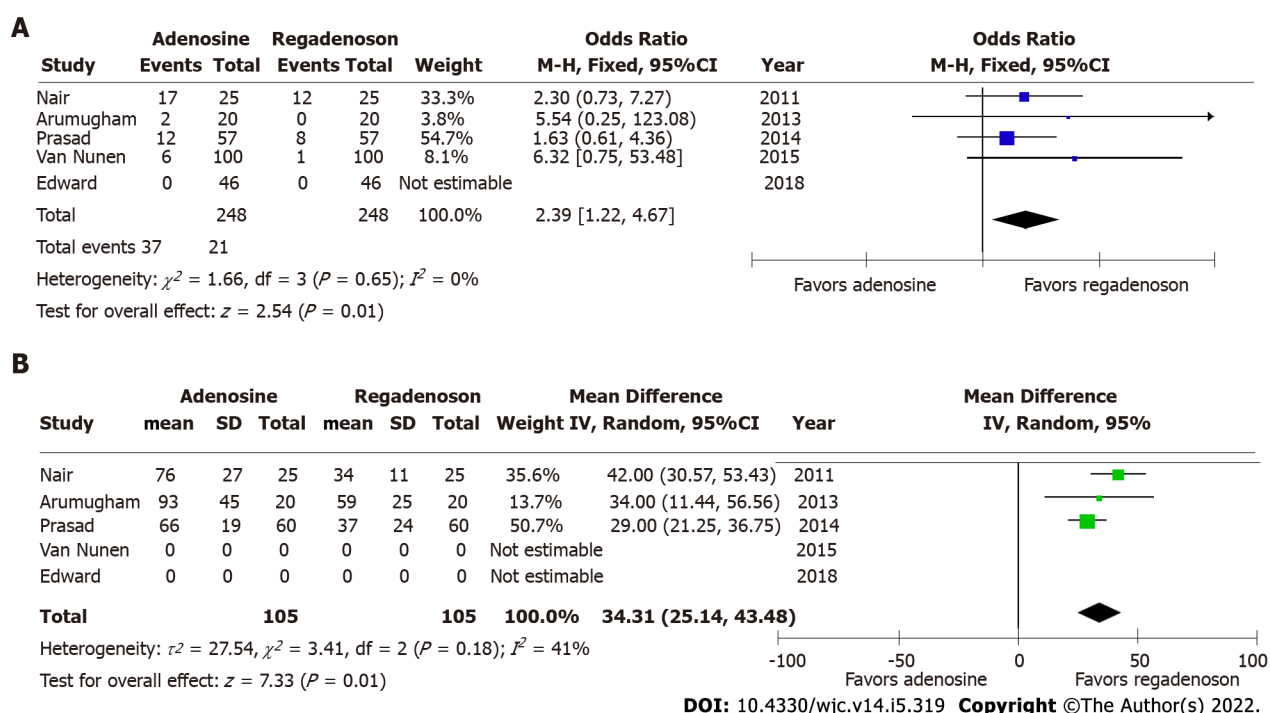 A
Adenosine Regadenoson Odds Ratio Odds Ratio
Study Events Total Events Total Weight M-H, Fixed, 95%CI Year M-H, Fixed, 95%CI
Nair 17 25 12 25 33.3% 2.30 (0.73, 7.27) 2011
Arumugham 2 20 0 20 3.8% 5.54 (0.25, 123.08) 2013
Prasad 12 57 8 57 54.7% 1.63 (0.61, 4.36) 2014
Van Nunen 6 100 1 100 8.1% 6.32 [0.75, 53.48] 2015
Edward 0 46 0 46 Not estimable 2018
Total 248 248 100.0% 2.39 [1.22, 4.67]
Total events 37 21
Heterogeneity: χ2 = 1.66, df = 3 (P = 0.65); I2 = 0%
Favors adenosine Favors regadenoson
Test for overall effect: z = 2.54 (P = 0.01)
B
Adenosine Regadenoson Mean Difference Mean Difference
Study mean SD Total mean SD Total Weight IV, Random, 95%CI Year IV, Random, 95%
Nair 76 27 25 34 11 25 35.6% 42.00 (30.57, 53.43) 2011
Arumugham 93 45 20 59 25 20 13.7% 34.00 (11.44, 56.56) 2013
Prasad 66 19 60 37 24 60 50.7% 29.00 (21.25, 36.75) 2014
Van Nunen 0 0 0 0 0 0 Not estimable 2015
Edward 0 0 0 0 0 0 Not estimable 2018
Total 105 105 100.0% 34.31 (25.14, 43.48)
Heterogeneity: τ2 = 27.54, χ2 = 3.41, df = 2 (P = 0.18); I2 = 41%
-100 -50 0 50 100
Test for overall effect: z = 7.33 (P = 0.01)
Favors adenosine Favors regadenoson
DOI: 10.4330/wjc.v14.i5.319 Copyright ©The Author(s) 2022.